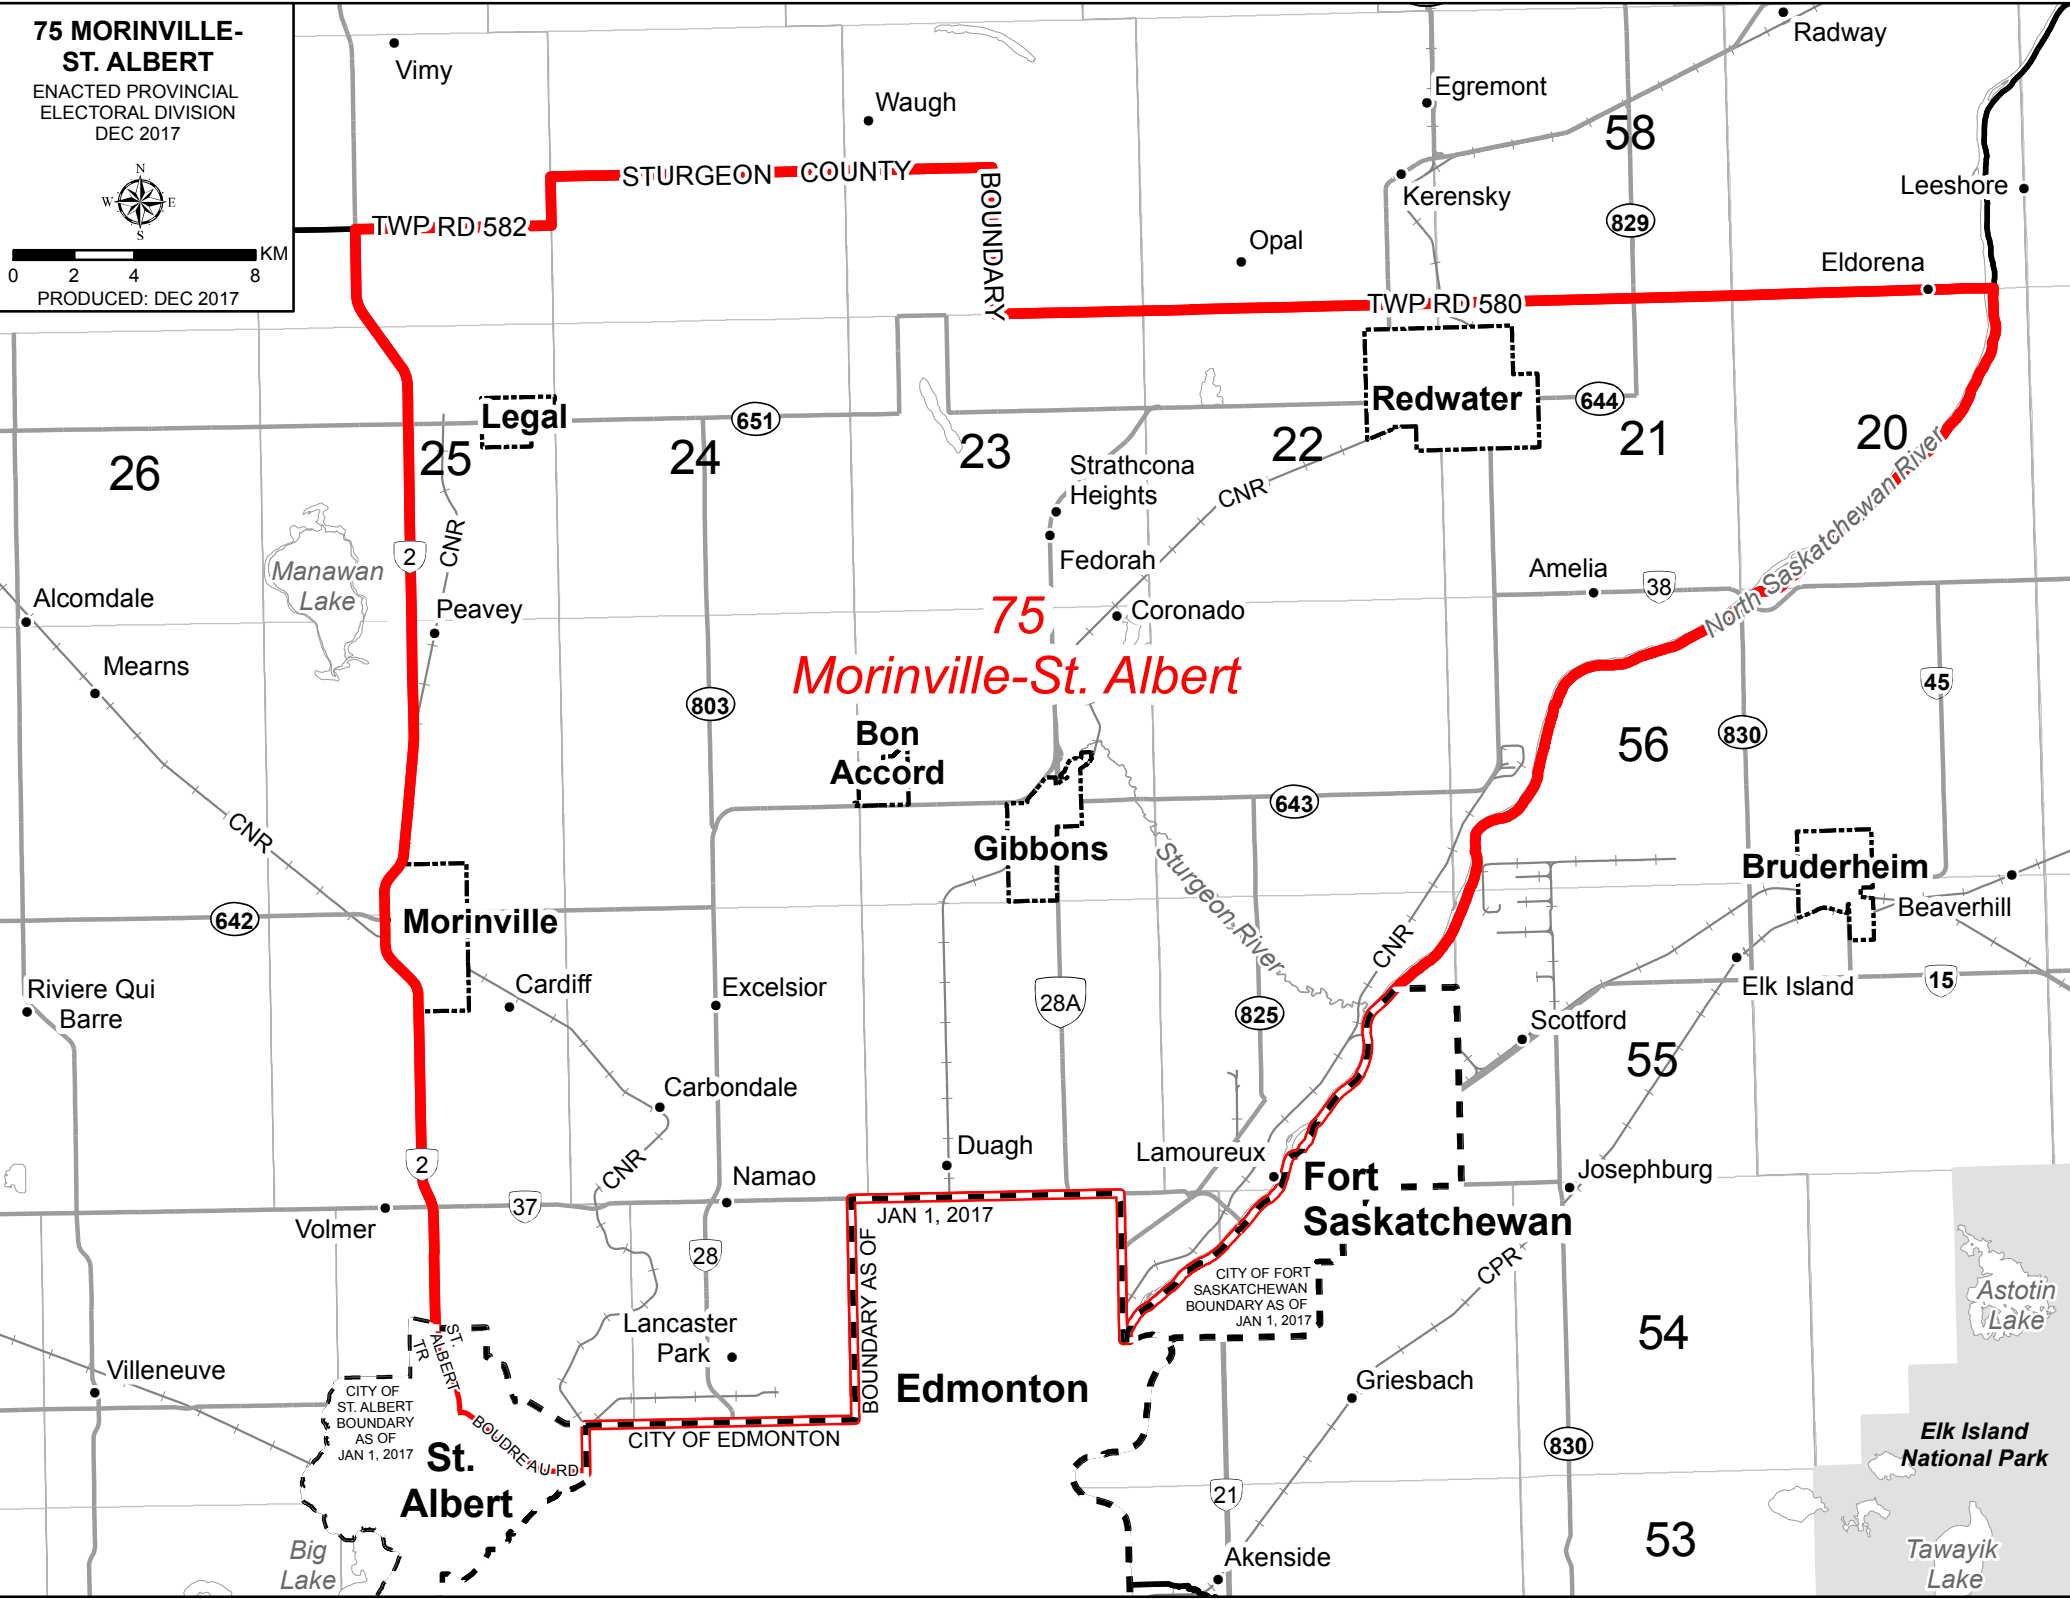 75 MORINVILLE-
ST. ALBERT
ENACTED PROVINCIAL
ELECTORAL DIVISION
DEC 2017
N
W E
S
KM
0 2 4 8
PRODUCED: DEC 2017
Vimy
Waugh
Radway
Egremont
58
STURGEON COUNTY
BOUNDARY
Kerensky
Leeshore
829
TWP RD 582
Opal
Eldorena
TWP RD 580
Legal
651
Redwater
644
26
25
24
23
22
21
20
Strathcona
Heights
CNR
North Saskatchewan River
2
CNR
Fedorah
Manawan
Lake
Amelia
38
Alcomdale
Peavey
75
Coronado
Mearns
Morinville-St. Albert
45
803
Bon
Accord
56
830
643
CNR
Gibbons
Sturgeon River
Bruderheim
642
Morinville
CNR
Beaverhill
Riviere Qui
Barre
Cardiff
Excelsior
28A
825
Elk Island
15
Scotford
55
Carbondale
2
CNR
Duagh
Lamoureux
Namao
Fort
Saskatchewan
Josephburg
Volmer
37
JAN 1, 2017
BOUNDARY AS OF
28
CPR
CITY OF FORT
SASKATCHEWAN
BOUNDARY AS OF
JAN 1, 2017
Astotin
Lake
Lancaster
Park
54
ST.
ALBERT
TR
Villeneuve
CITY OF
ST. ALBERT
BOUNDARY
AS OF
JAN 1, 2017
Edmonton
Griesbach
BOUDREAU RD
CITY OF EDMONTON
830
Elk Island
National Park
St.
Albert
21
53
Big
Lake
Akenside
Tawayik
Lake